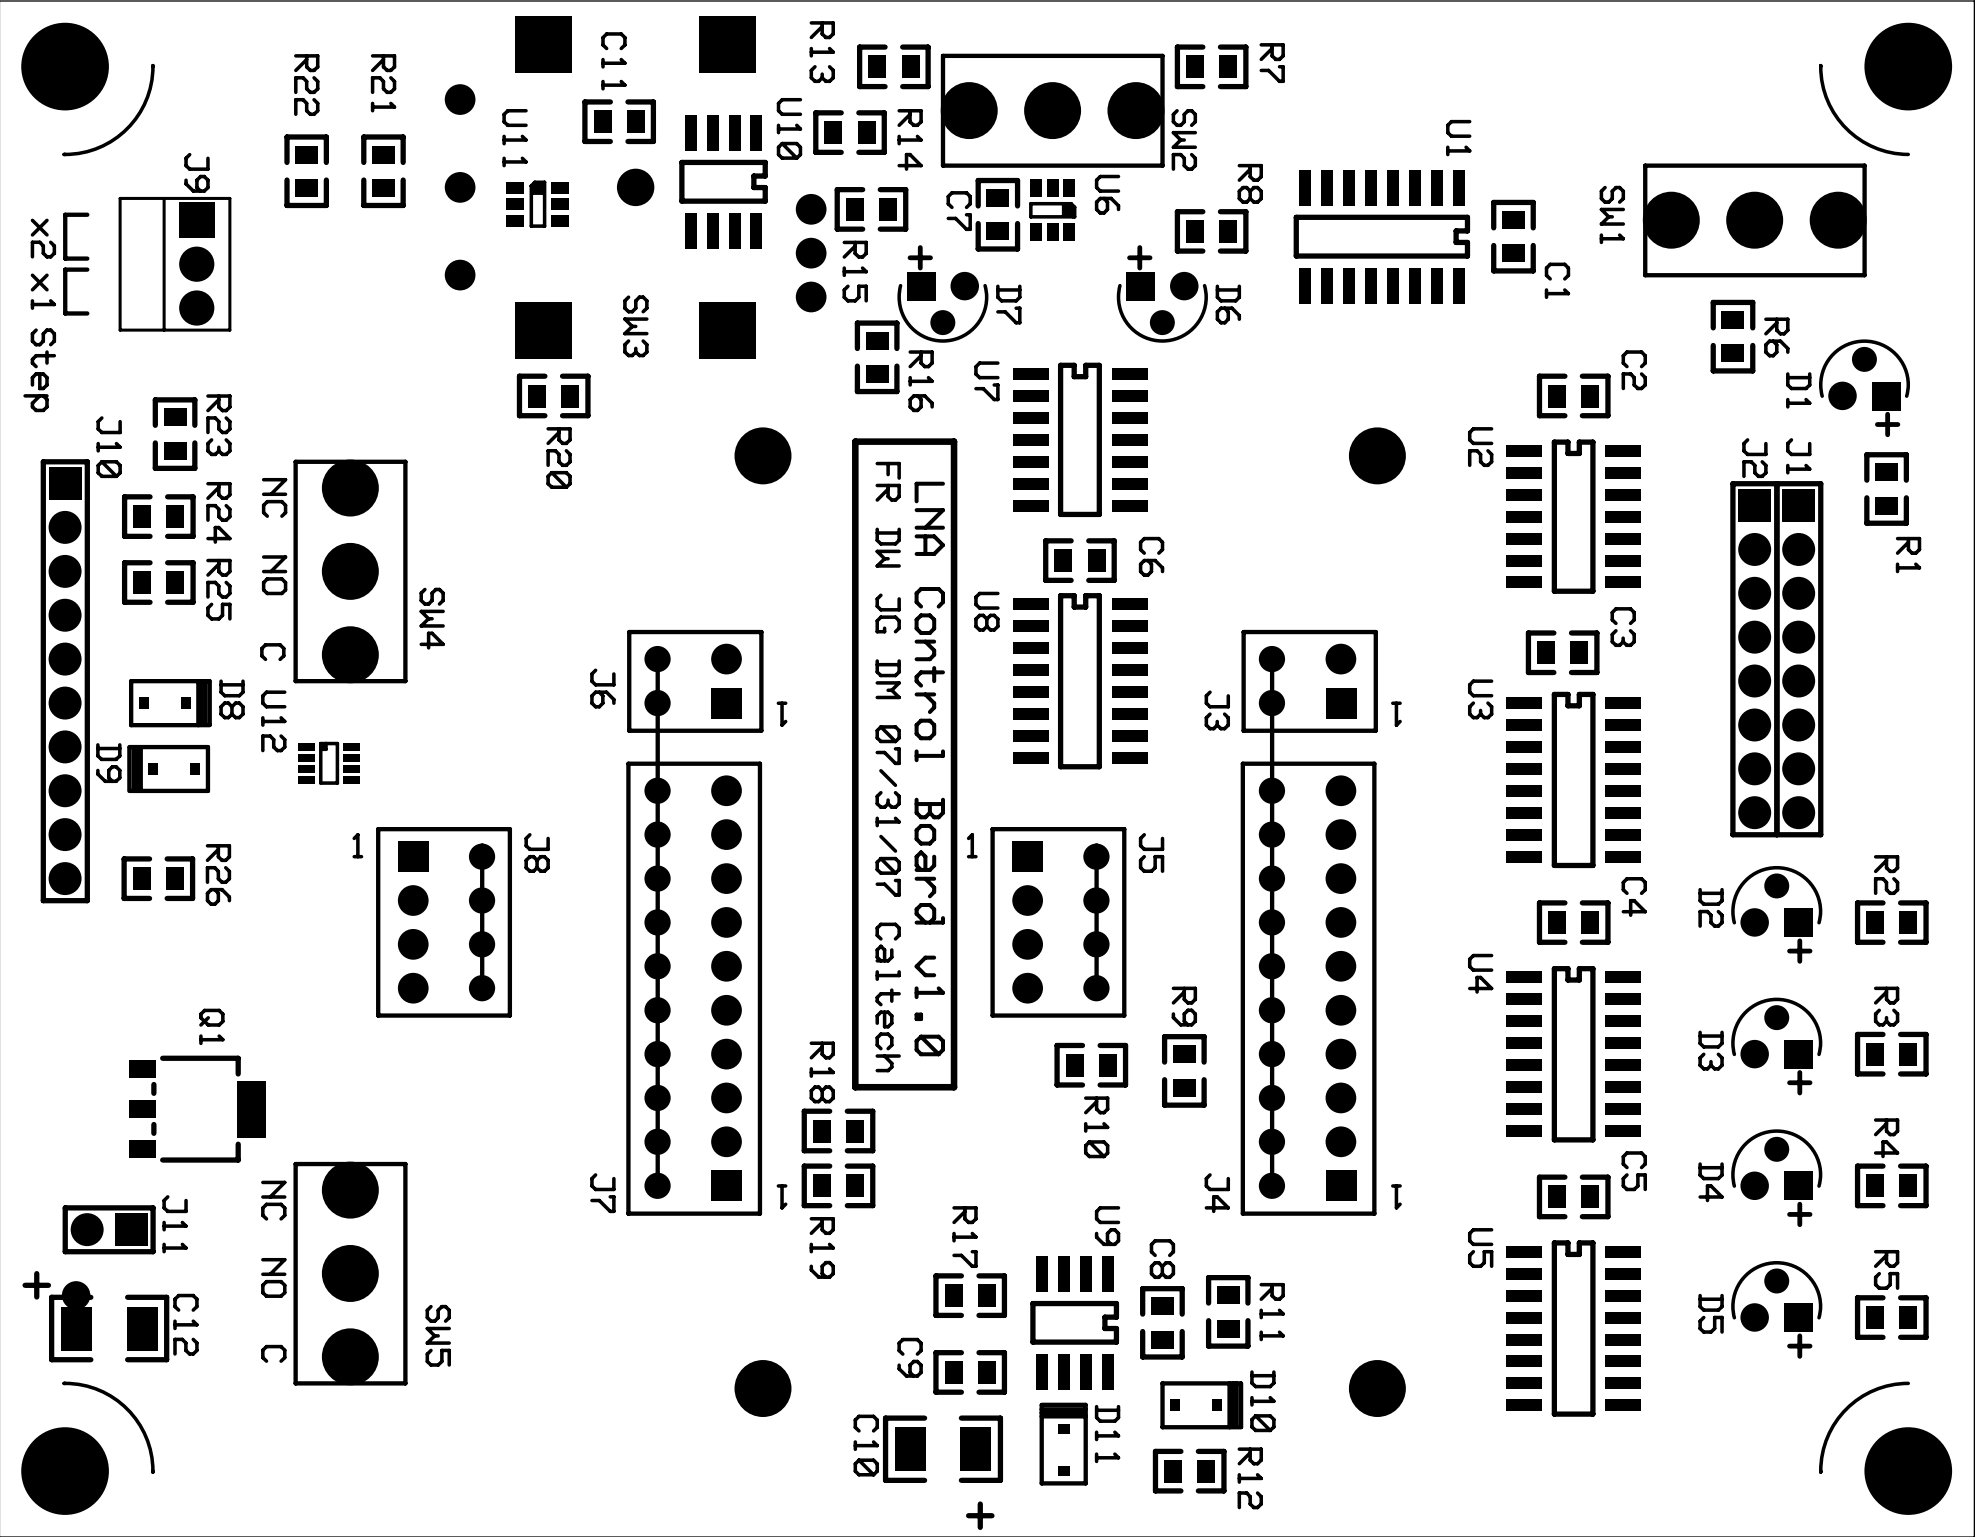 R22
R21
C11
R13
R7
U10
U11
R14
SW2
U1
J9
C7
U6
R8
SW1
x2 x1 Step
R15
D7
D6
C1
SW3
R6
R16
U7
C2
D1
J10
R23
R20
U2
J2
J1
NC
R24
LNA Control Board v1.0
FR DW JG DM 07/31/07 Caltech
C6
R1
NO
R25
SW4
U8
C3
C
D8
U12
J6
1
J3
1
U3
D9
1
J8
1
J5
R26
C4
D2
R2
+
U4
Q1
R9
D3
R3
+
R18
R10
NC
J11
J7
1
R19
J4
1
C5
D4
R4
+
R17
U9
C8
R11
U5
NO
+
C12
D5
R5
+
C
SW5
C9
D10
D11
C10
R12
+
+
+
+